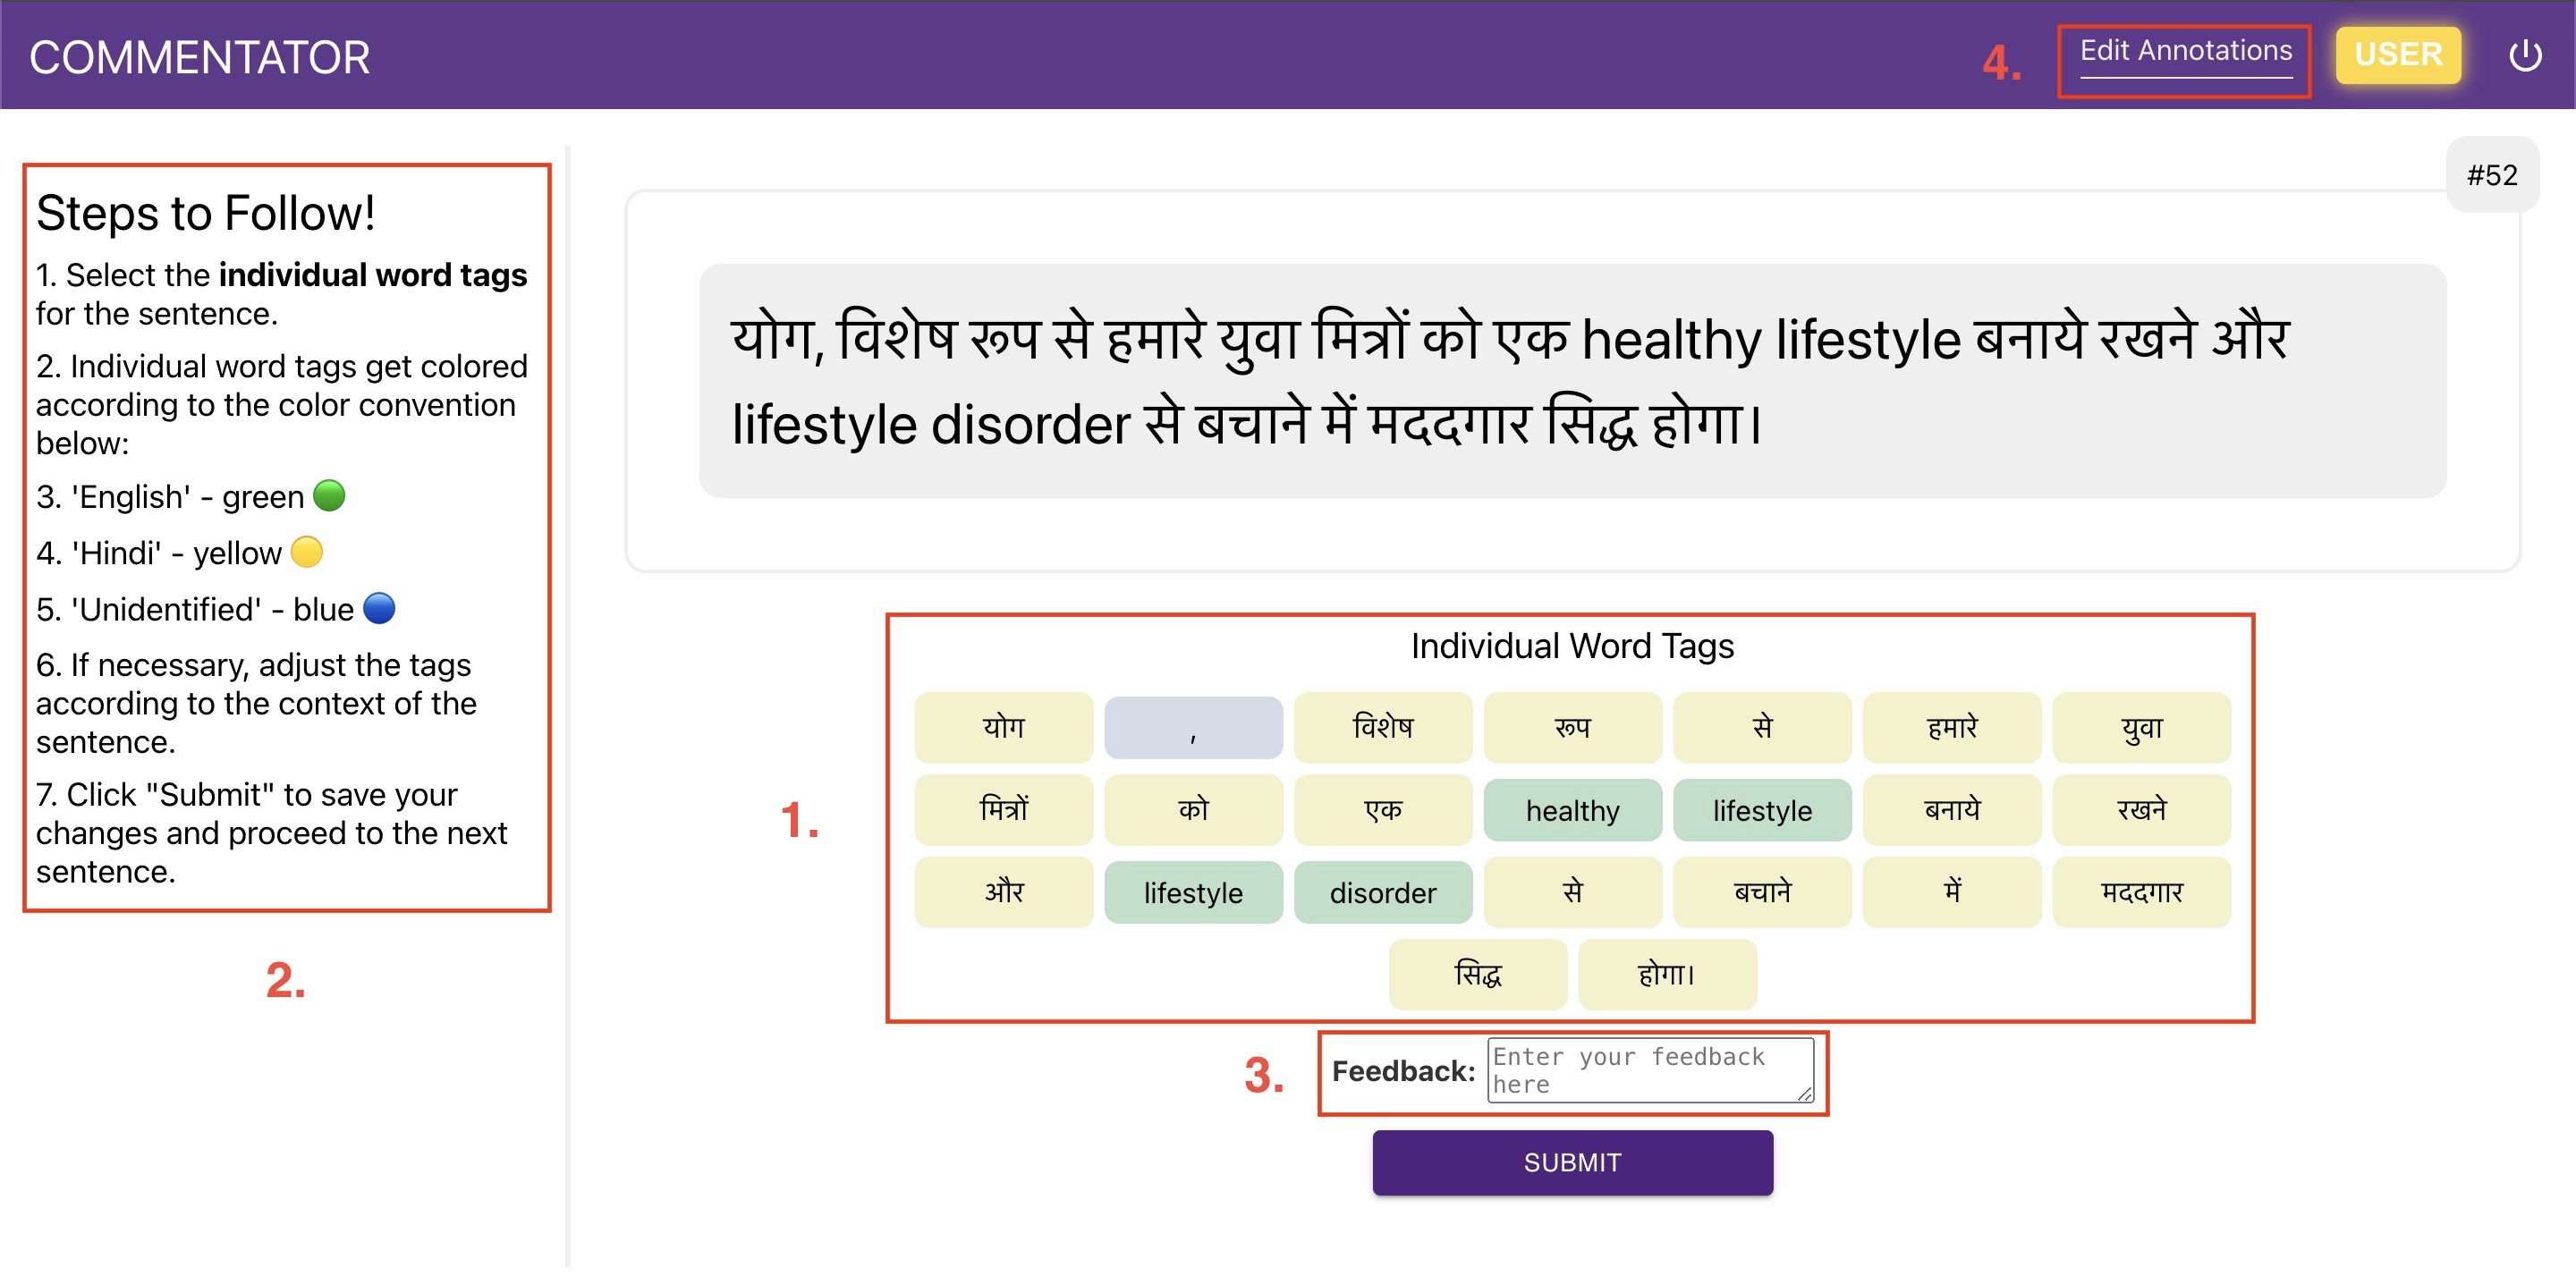 COMMENTATOR
4.
Edit Annotations
USER
#52
Steps to Follow!
1. Select the individual word tags
for the sentence.
2. Individual word tags get colored
according to the color convention
below:
3. 'English' - green
4. 'Hindi' - yellow
5. 'Unidentified' - blue
6. If necessary, adjust the tags
according to the context of the
sentence.
7. Click "Submit" to save your
changes and proceed to the next
sentence.
2.
योग, विशेष रूप से हमारे युवा मित्रों को एक healthy lifestyle बनाये रखने और
lifestyle disorder से बचाने में मददगार सिद्ध होगा।
1.
Individual Word Tags
योग , विशेष रूप से हमारे युवा
मित्रों को एक healthy lifestyle बनाये रखने
और lifestyle disorder से बचाने में मददगार
सिद्ध होगा।
3.
Feedback: Enter your feedback
here
SUBMIT